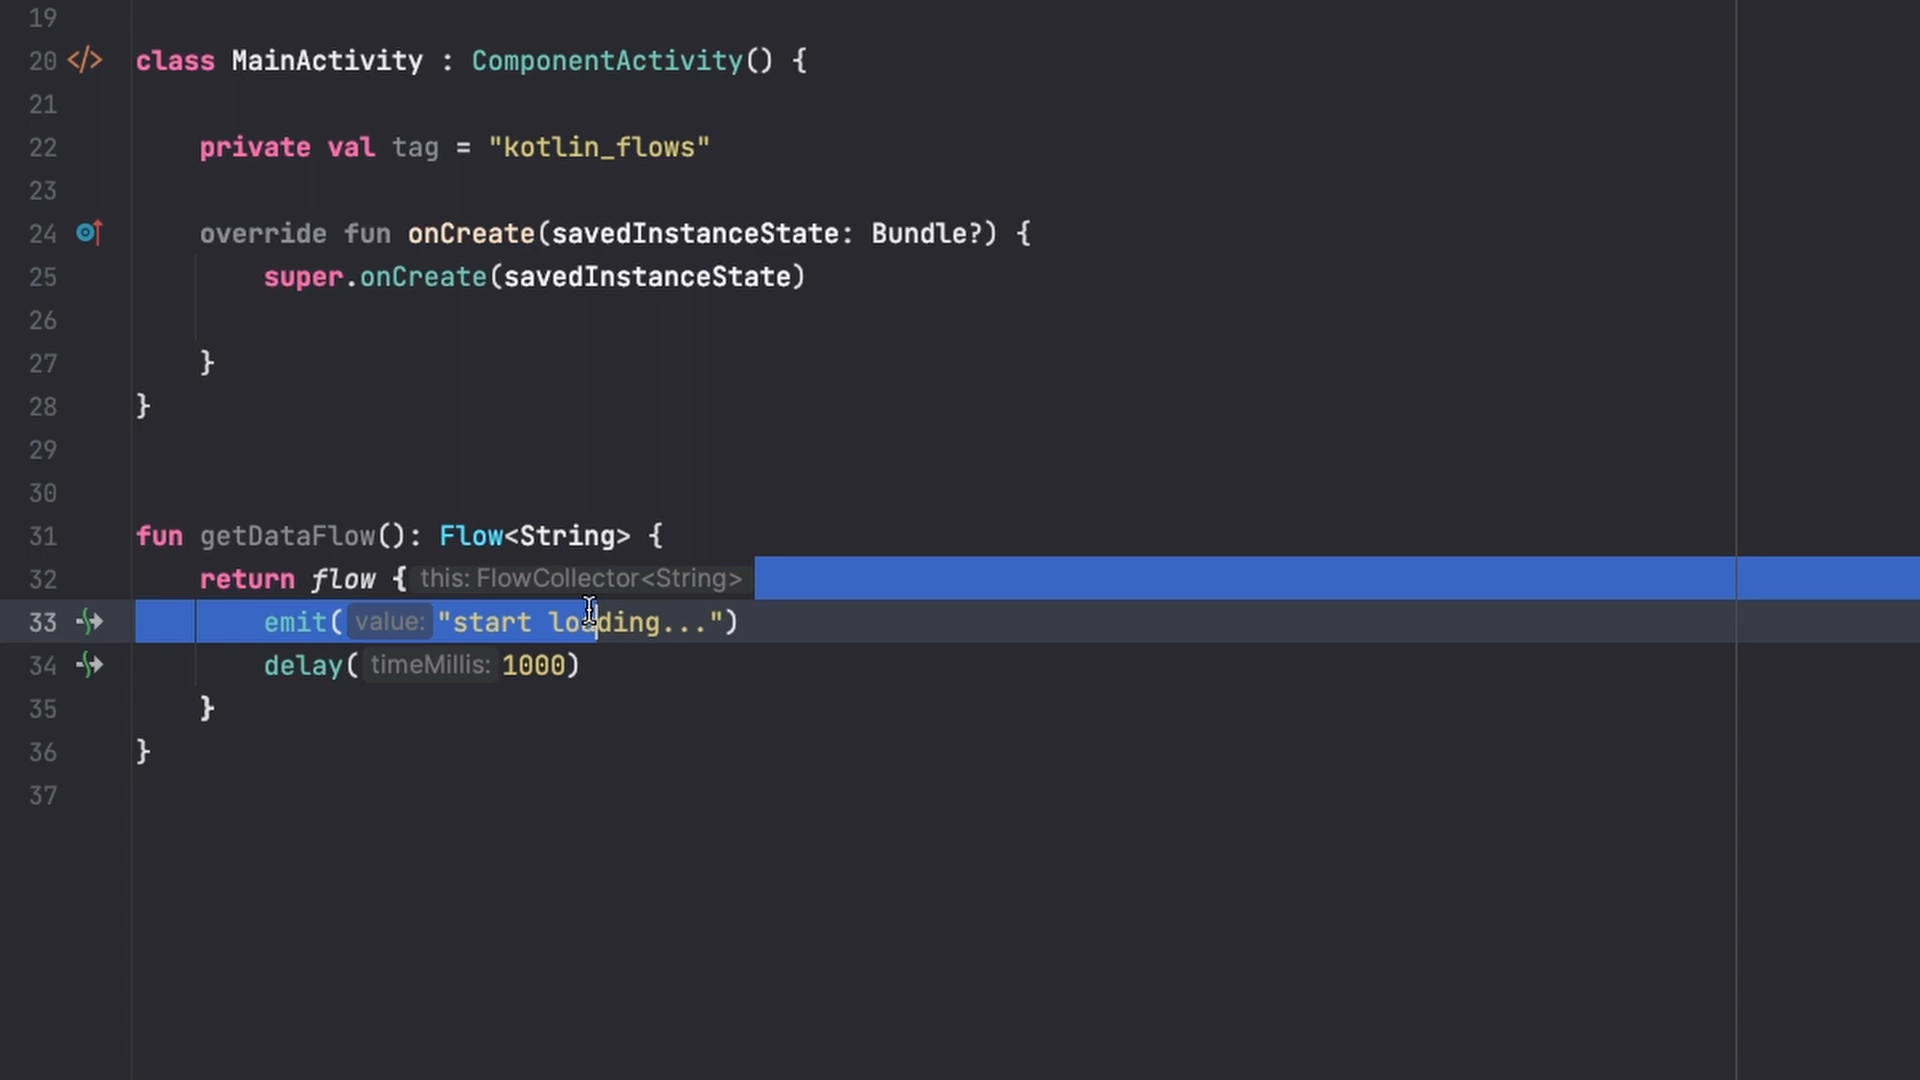 19
20 </> class MainActivity : ComponentActivity() {
21
22 private val tag = "kotlin_flows"
23
24 override fun onCreate(savedInstanceState: Bundle?) {
25 super.onCreate(savedInstanceState)
26
27 }
28 }
29
30
31 fun getDataFlow(): Flow<String> {
32 return flow { this: FlowCollector<String>
33 emit( value: "start loading...")
34 delay( timeMillis: 1000)
35 }
36 }
37